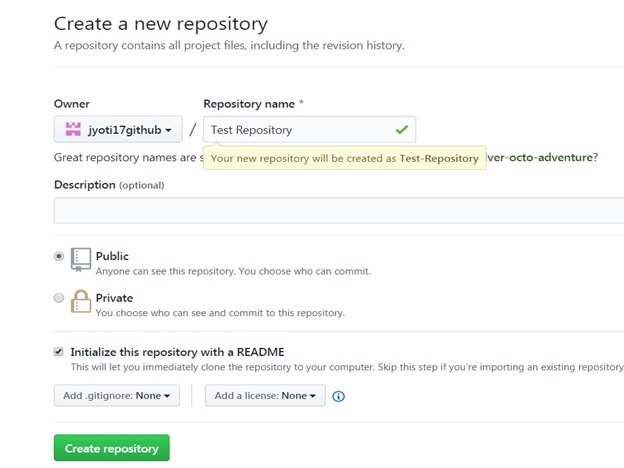 Create a new repository
A repository contains all project files, including the revision history.
Owner
Repository name *
jyoti17github
/
Test Repository
Great repository names are s
Your new repository will be created as Test-Repository
ver-octo-adventure?
Description (optional)
Public
Anyone can see this repository. You choose who can commit.
Private
You choose who can see and commit to this repository.
Initialize this repository with a README
This will let you immediately clone the repository to your computer. Skip this step if you're importing an existing repository
Add .gitignore: None
Add a license: None
Create repository